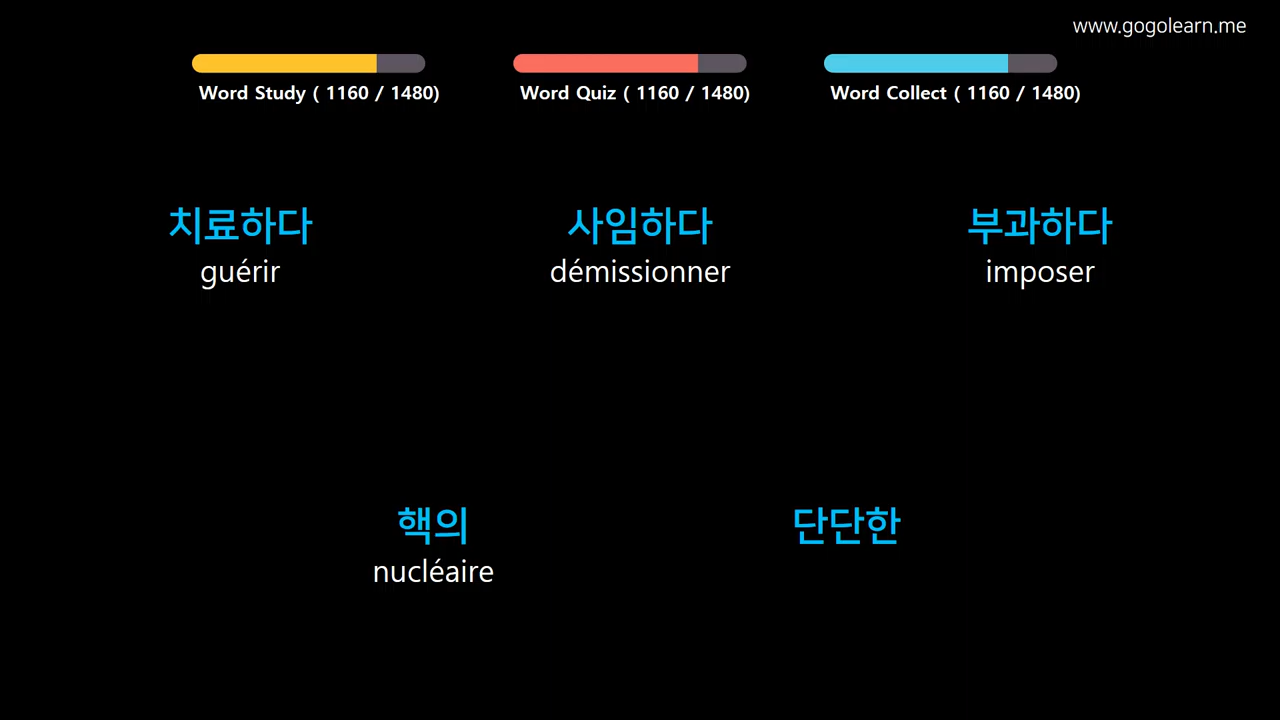 www.gogolearn.me
Word Study ( 1160 / 1480)
Word Quiz ( 1160 / 1480)
Word Collect ( 1160 / 1480)
치료하다
guérir
사임하다
démissionner
부과하다
imposer
핵의
nucléaire
단단한